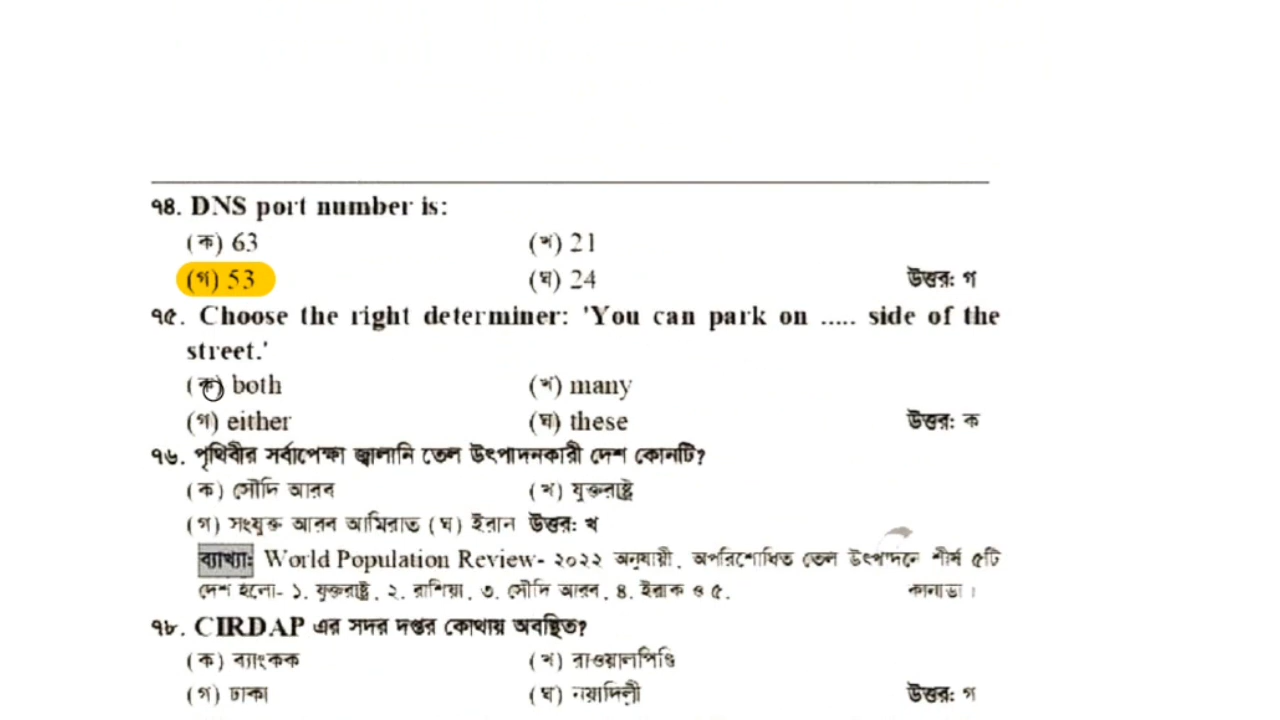 ৭৪. DNS port number is:
(ক) 63 (খ) 21
(গ) 53 (ঘ) 24 উত্তর: গ
৭৫. Choose the right determiner: 'You can park on ..... side of the
street.'
(ক) both (খ) many
(গ) either (ঘ) these উত্তর: ক
৭৬. পৃথিবীর সর্বাপেক্ষা জ্বালানি তেল উৎপাদনকারী দেশ কোনটি?
(ক) সৌদি আরব (খ) যুক্তরাষ্ট্র
(গ) সংযুক্ত আরব আমিরাত (ঘ) ইরান উত্তর: খ
ব্যাখ্যা: World Population Review- ২০২২ অনুযায়ী, অপরিশোধিত তেল উৎপাদনে শীর্ষ ৫টি
দেশ হলো- ১. যুক্তরাষ্ট্র, ২. রাশিয়া, ৩. সৌদি আরব, ৪. ইরাক ও ৫. কানাডা।
৭৮. CIRDAP এর সদর দপ্তর কোথায় অবস্থিত?
(ক) ব্যাংকক (খ) রাওয়ালপিন্ডি
(গ) ঢাকা (ঘ) নয়াদিল্লী উত্তর: গ